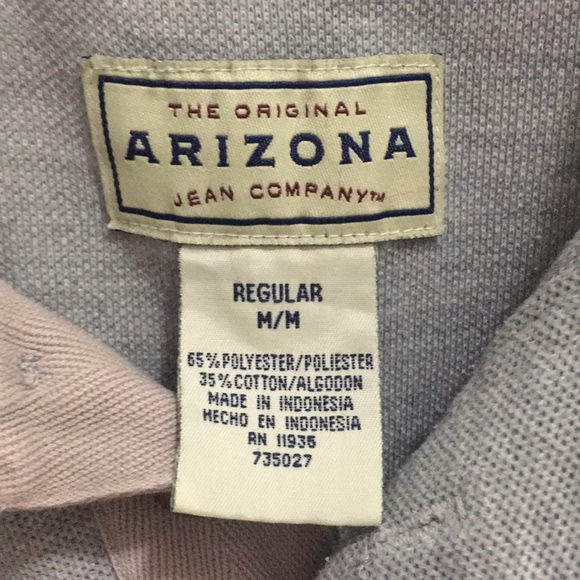 THE ORIGINAL
ARIZONA
JEAN COMPANY™
REGULAR
M/M
65%POLYESTER/POLIESTER
35%COTTON/ALGODON
MADE IN INDONESIA
HECHO EN INDONESIA
RN 11935
735027